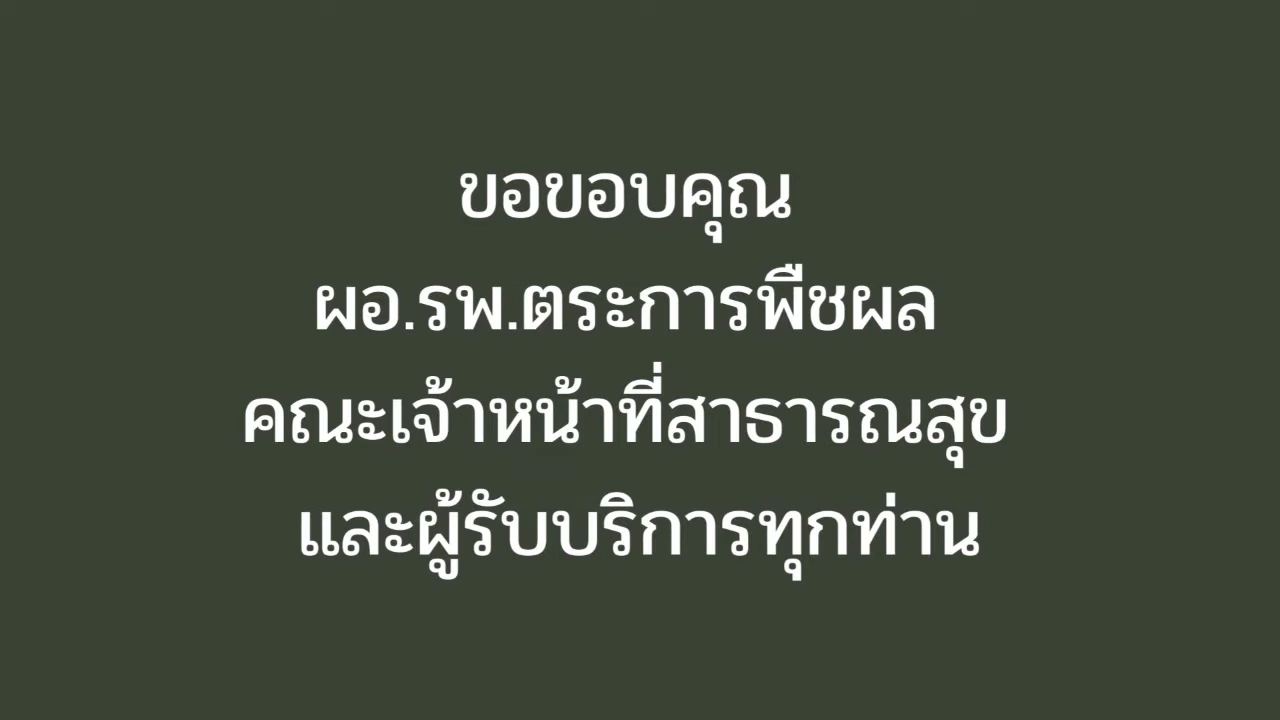 ขอขอบคุณ
ผอ.รพ.ตระการพืชผล
คณะเจ้าหน้าที่สาธารณสุข
และผู้รับบริการทุกท่าน